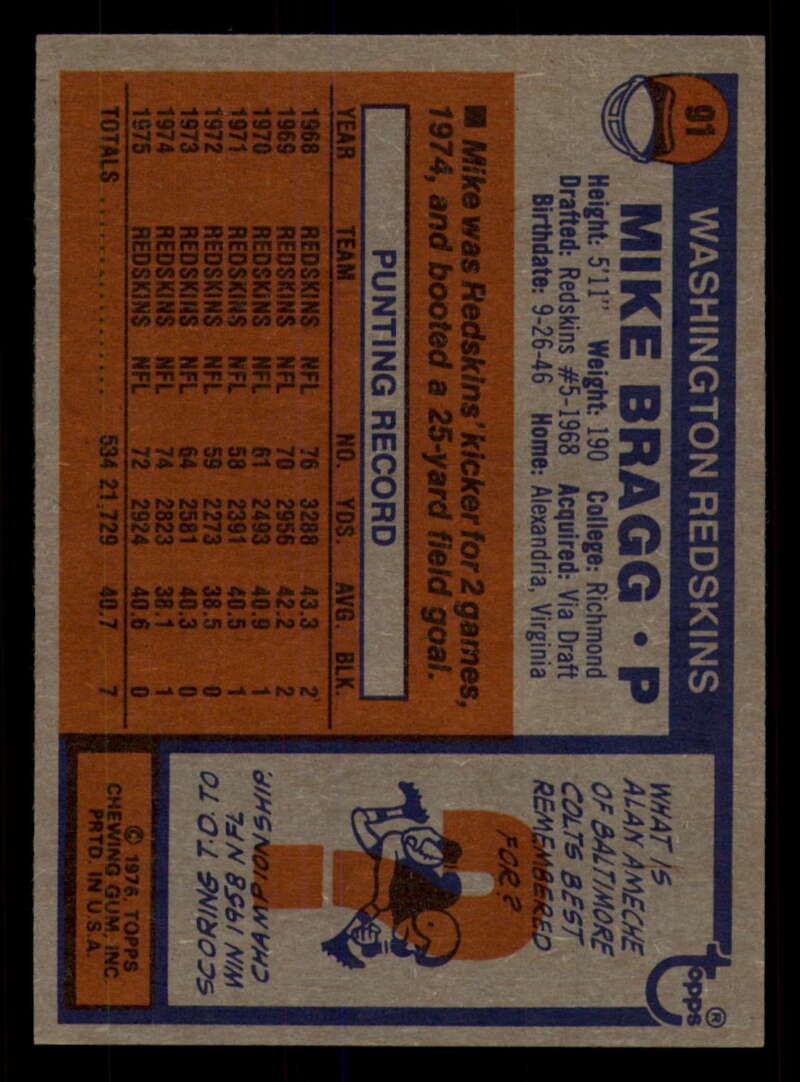 91
WASHINGTON REDSKINS
MIKE BRAGG • P
Height: 5'11" Weight: 190 College: Richmond
Drafted: Redskins #5-1968 Acquired: Via Draft
Birthdate: 9-26-46 Home: Alexandria, Virginia
■ Mike was Redskins' kicker for 2 games,
1974, and booted a 25-yard field goal.
PUNTING RECORD
YEAR TEAM NO. YDS. AVG. BLK.
1968 REDSKINS NFL 76 3288 43.3 2
1969 REDSKINS NFL 70 2956 42.2 2
1970 REDSKINS NFL 61 2493 40.9 1
1971 REDSKINS NFL 58 2391 40.5 1
1972 REDSKINS NFL 59 2273 38.5 0
1973 REDSKINS NFL 64 2581 40.3 0
1974 REDSKINS NFL 74 2823 38.1 1
1975 REDSKINS NFL 72 2924 40.6 0
TOTALS .................. 534 21,729 40.7 7
topps®
WHAT IS
ALAN AMECHE
OF BALTIMORE
COLTS BEST
REMEMBERED
FOR?
SCORING T.D. TO
WIN 1958 NFL
CHAMPIONSHIP
© 1976, TOPPS
CHEWING GUM, INC
PRTD. IN U.S.A.